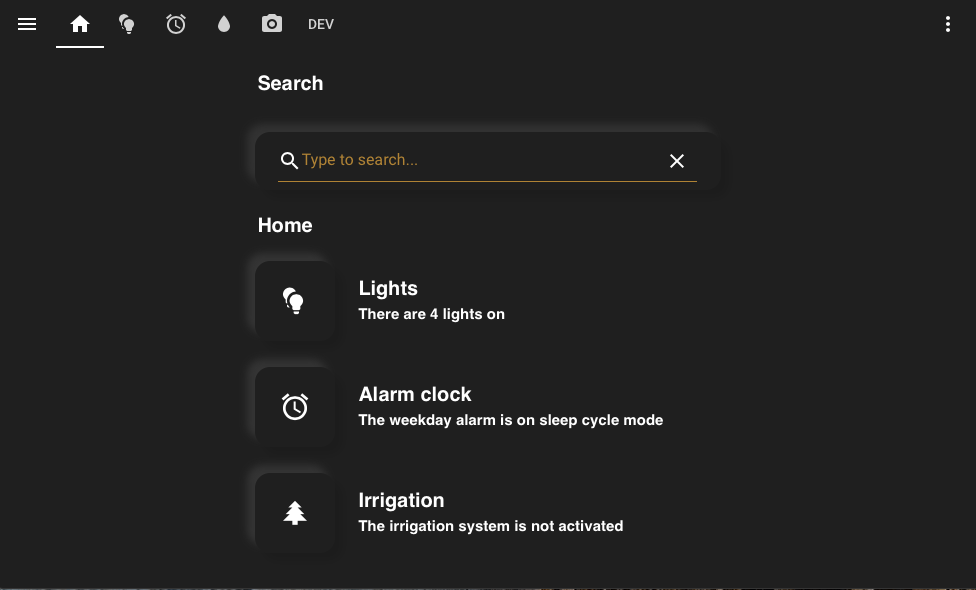 DEV
Search
Type to search...
Home
Lights
There are 4 lights on
Alarm clock
The weekday alarm is on sleep cycle mode
Irrigation
The irrigation system is not activated